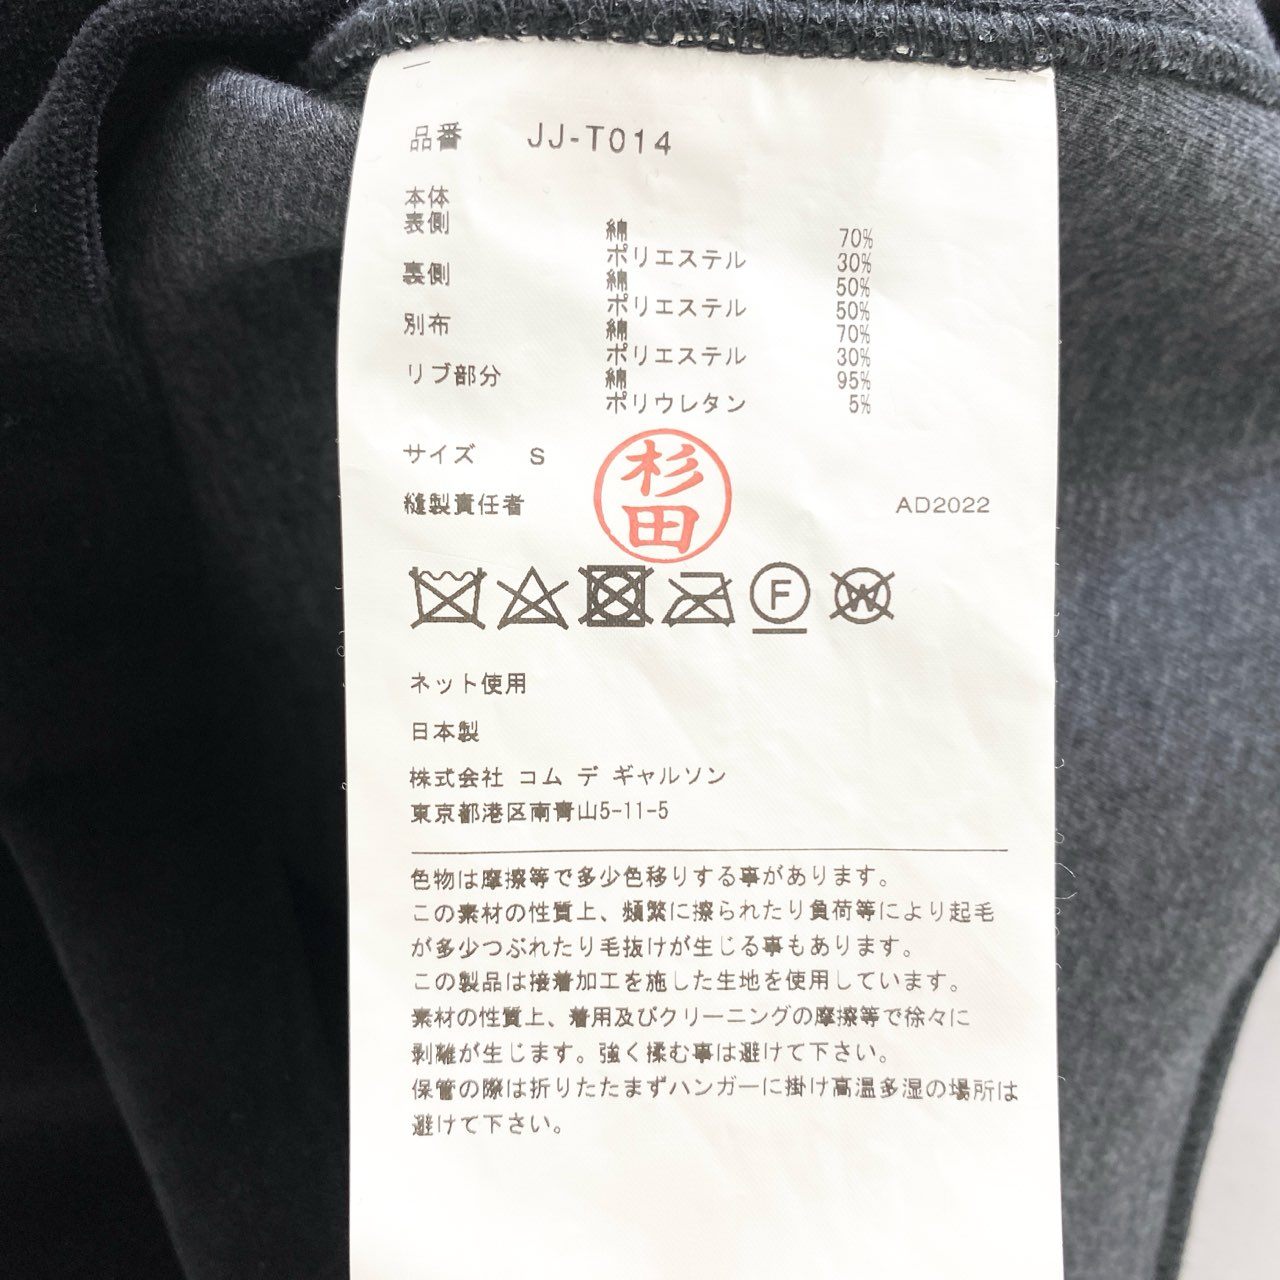 品番 JJ-T014
本体
表側 綿 70%
ポリエステル 30%
裏側 綿 50%
ポリエステル 50%
別布 綿 70%
ポリエステル 30%
リブ部分 綿 95%
ポリウレタン 5%
サイズ S
縫製責任者 杉田 AD2022
F
W
ネット使用
日本製
株式会社 コム デ ギャルソン
東京都港区南青山5-11-5
色物は摩擦等で多少色移りする事があります。
この素材の性質上、頻繁に擦られたり負荷等により起毛
が多少つぶれたり毛抜けが生じる事もあります。
この製品は接着加工を施した生地を使用しています。
素材の性質上、着用及びクリーニングの摩擦等で徐々に
剥離が生じます。強く揉む事は避けて下さい。
保管の際は折りたたまずハンガーに掛け高温多湿の場所は
避けて下さい。